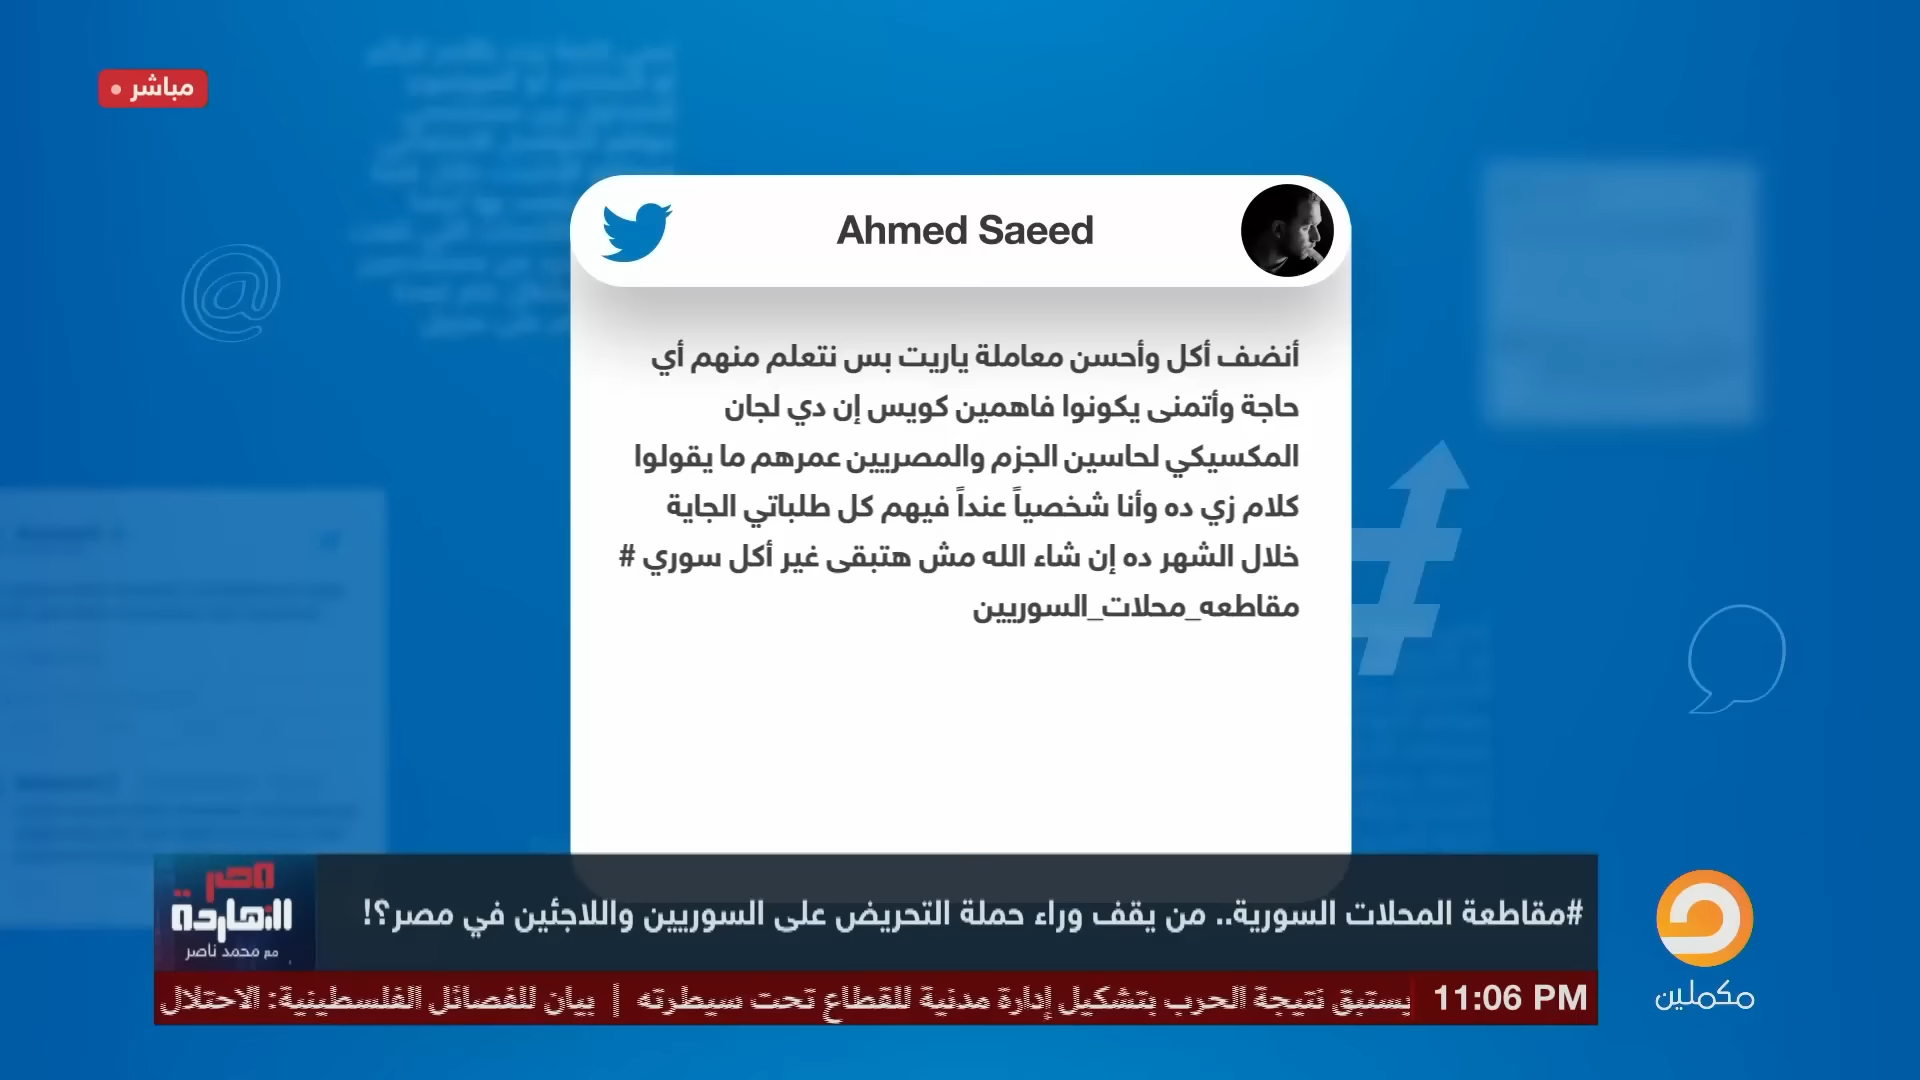 مباشر
Ahmed Saeed
أنضف أكل وأحسن معاملة ياريت بس نتعلم منهم أي
حاجة وأتمنى يكونوا فاهمين كويس إن دي لجان
المكسيكي لحاسين الجزم والمصريين عمرهم ما يقولوا
كلام زي ده وأنا شخصياً عنداً فيهم كل طلباتي الجاية
خلال الشهر ده إن شاء الله مش هتبقى غير أكل سوري #
مقاطعه_محلات_السوريين
#مقاطعة المحلات السورية.. من يقف وراء حملة التحريض على السوريين واللاجئين في مصر؟!
مصر
النهاردة
مع محمد ناصر
11:06 PM
يستبق نتيجة الحرب بتشكيل إدارة مدنية للقطاع تحت سيطرته | بيان للفصائل الفلسطينية: الاحتلال
مكملين